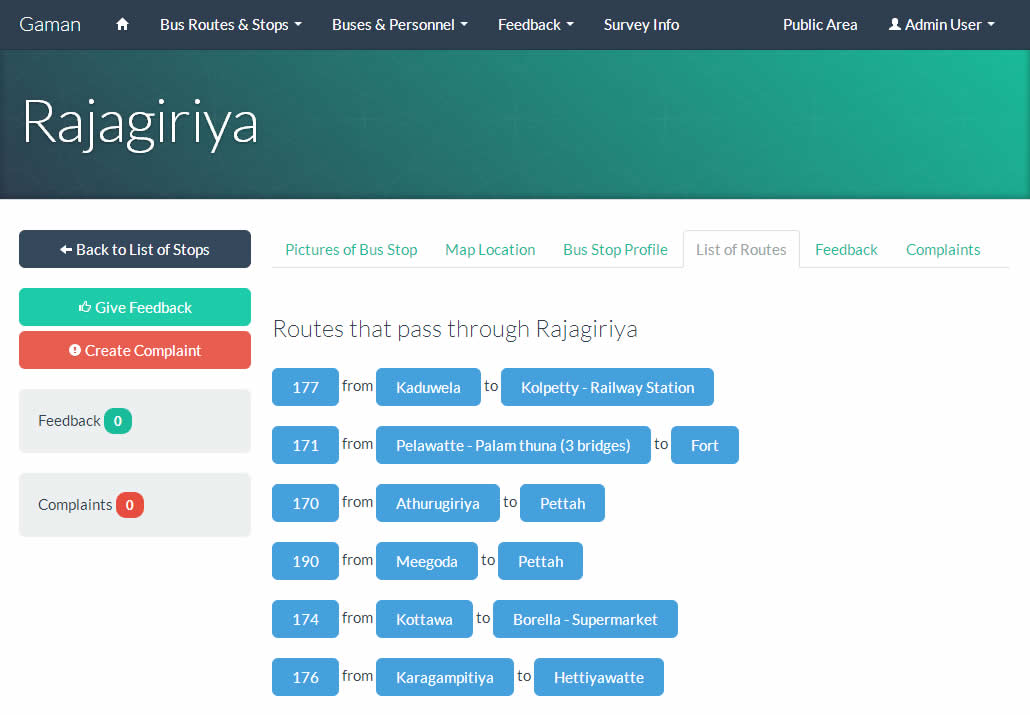 Gaman Bus Routes & Stops Buses & Personnel Feedback Survey Info Public Area Admin User
Rajagiriya
Back to List of Stops
Give Feedback
Create Complaint
Feedback 0
Complaints 0
Pictures of Bus Stop Map Location Bus Stop Profile List of Routes Feedback Complaints
Routes that pass through Rajagiriya
177 from Kaduwela to Kolpetty - Railway Station
171 from Pelawatte - Palam thuna (3 bridges) to Fort
170 from Athurugiriya to Pettah
190 from Meegoda to Pettah
174 from Kottawa to Borella - Supermarket
176 from Karagampitiya to Hettiyawatte